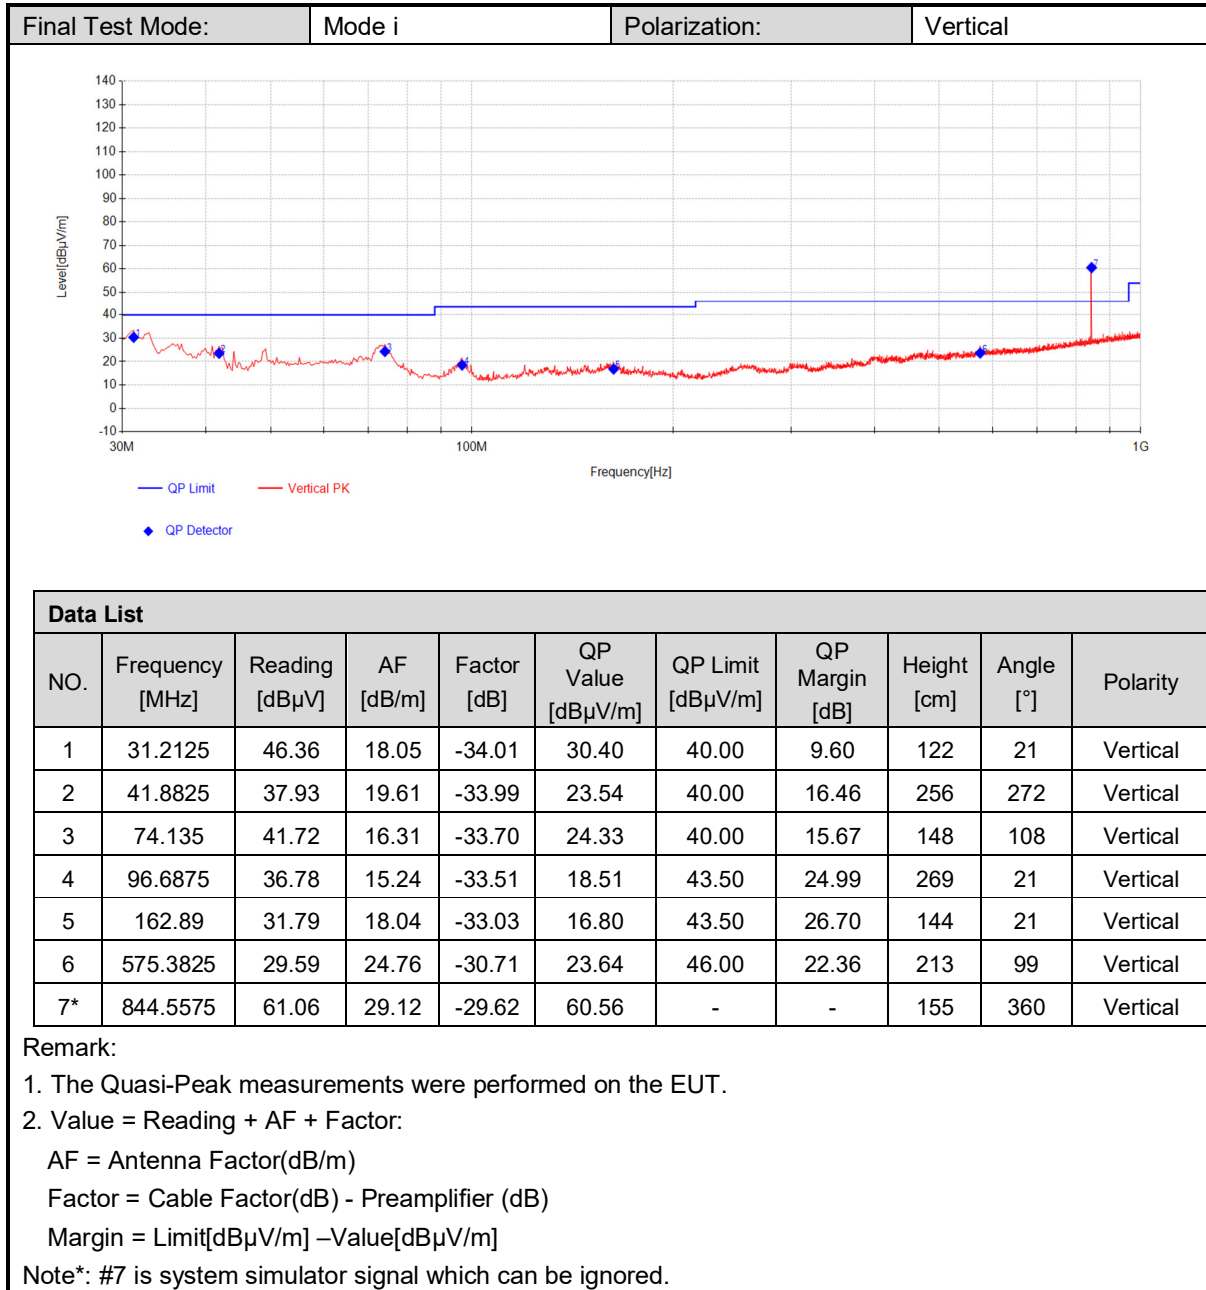 Final Test Mode: Mode i Polarization: Vertical
140
130
120
110
100
90
80
70
60
50
40
30
20
10
0
-10
Level[dBµV/m]
1
2
3
4
5
6
7
30M 100M 1G
Frequency[Hz]
QP Limit Vertical PK
QP Detector
Data List
NO. Frequency [MHz] Reading [dBµV] AF [dB/m] Factor [dB] QP Value [dBµV/m] QP Limit [dBµV/m] QP Margin [dB] Height [cm] Angle [°] Polarity
1 31.2125 46.36 18.05 -34.01 30.40 40.00 9.60 122 21 Vertical
2 41.8825 37.93 19.61 -33.99 23.54 40.00 16.46 256 272 Vertical
3 74.135 41.72 16.31 -33.70 24.33 40.00 15.67 148 108 Vertical
4 96.6875 36.78 15.24 -33.51 18.51 43.50 24.99 269 21 Vertical
5 162.89 31.79 18.04 -33.03 16.80 43.50 26.70 144 21 Vertical
6 575.3825 29.59 24.76 -30.71 23.64 46.00 22.36 213 99 Vertical
7* 844.5575 61.06 29.12 -29.62 60.56 - - 155 360 Vertical
Remark:
1. The Quasi-Peak measurements were performed on the EUT.
2. Value = Reading + AF + Factor:
AF = Antenna Factor(dB/m)
Factor = Cable Factor(dB) - Preamplifier (dB)
Margin = Limit[dBµV/m] –Value[dBµV/m]
Note*: #7 is system simulator signal which can be ignored.